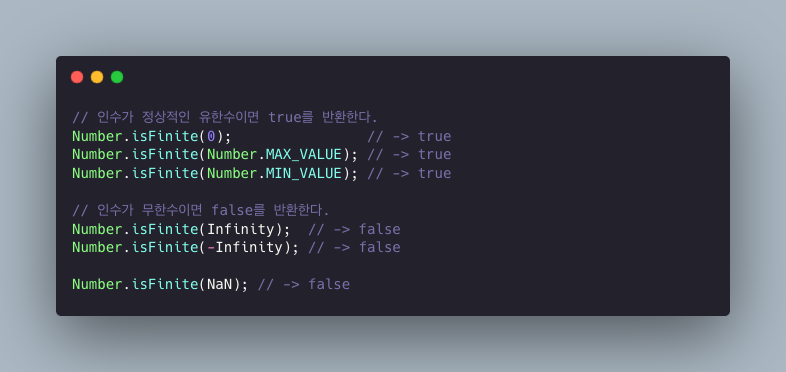 // 인수가 정상적인 유한수이면 true를 반환한다.
Number.isFinite(0);                // -> true
Number.isFinite(Number.MAX_VALUE); // -> true
Number.isFinite(Number.MIN_VALUE); // -> true
// 인수가 무한수이면 false를 반환한다.
Number.isFinite(Infinity);  // -> false
Number.isFinite(-Infinity); // -> false
Number.isFinite(NaN); // -> false